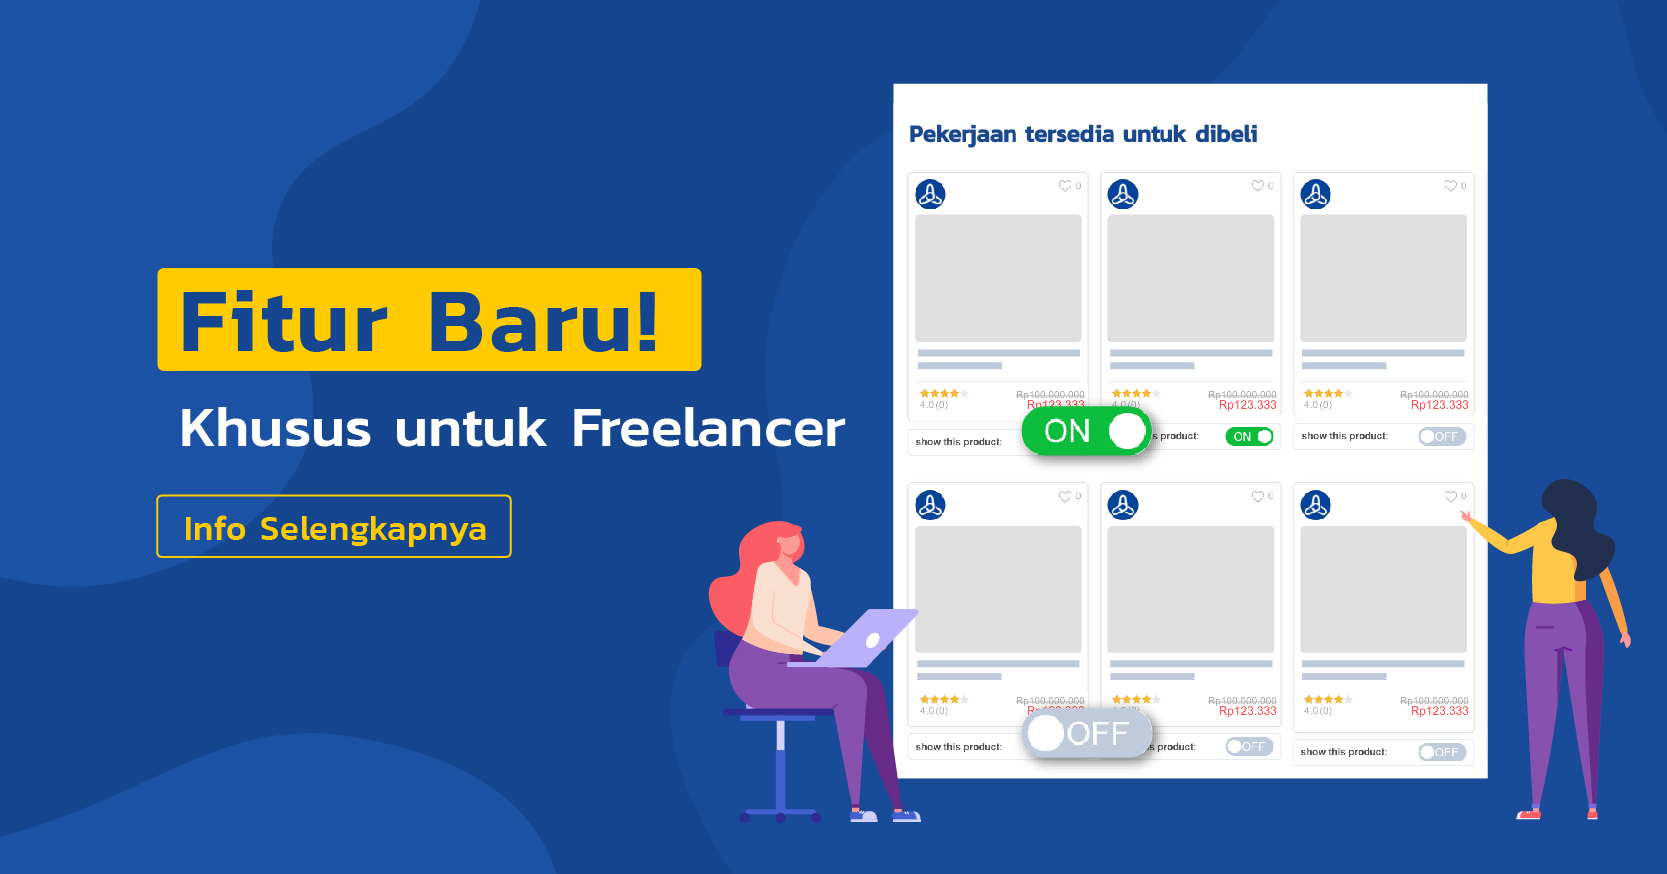 Fitur Baru!
Khusus untuk Freelancer
Info Selengkapnya
Pekerjaan tersedia untuk dibeli
0
0
0
Rp100.000.000
Rp100.000.000
Rp100.000.000
4.0(0)
Rp123.333
4.0(0)
Rp123.333
4.0(0)
Rp123.333
show this product:
ON
s product:
ON
show this product:
OFF
0
0
0
Rp100.000.000
Rp100.000.000
Rp100.000.000
4.0(0)
Rp123.333
4.0(0)
Rp123.333
show this product:
OFF
s product:
OFF
show this product:
OFF